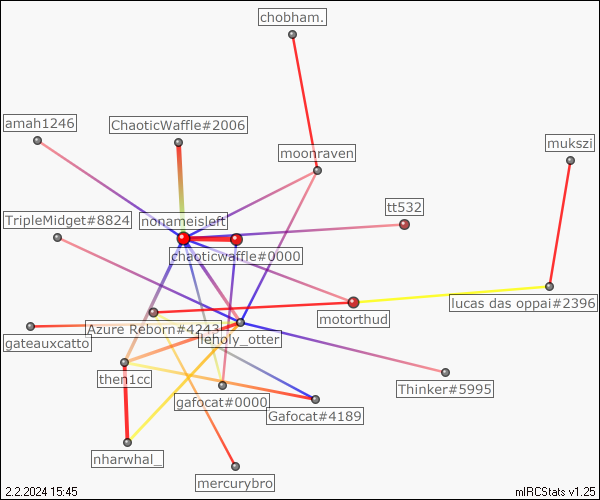 chobham.
amah1246
ChaoticWaffle#2006
mukszi
moonraven
tt532
TripleMidget#8824
nonameisleft
chaoticwaffle#0000
lucas das oppai#2396
motorthud
Azure Reborn#4243
leholy_otter
gateauxcatto
then1cc
Thinker#5995
gafocat#0000
Gafocat#4189
nharwhal_
mercurybro
2.2.2024 15:45
mIRCStats v1.25